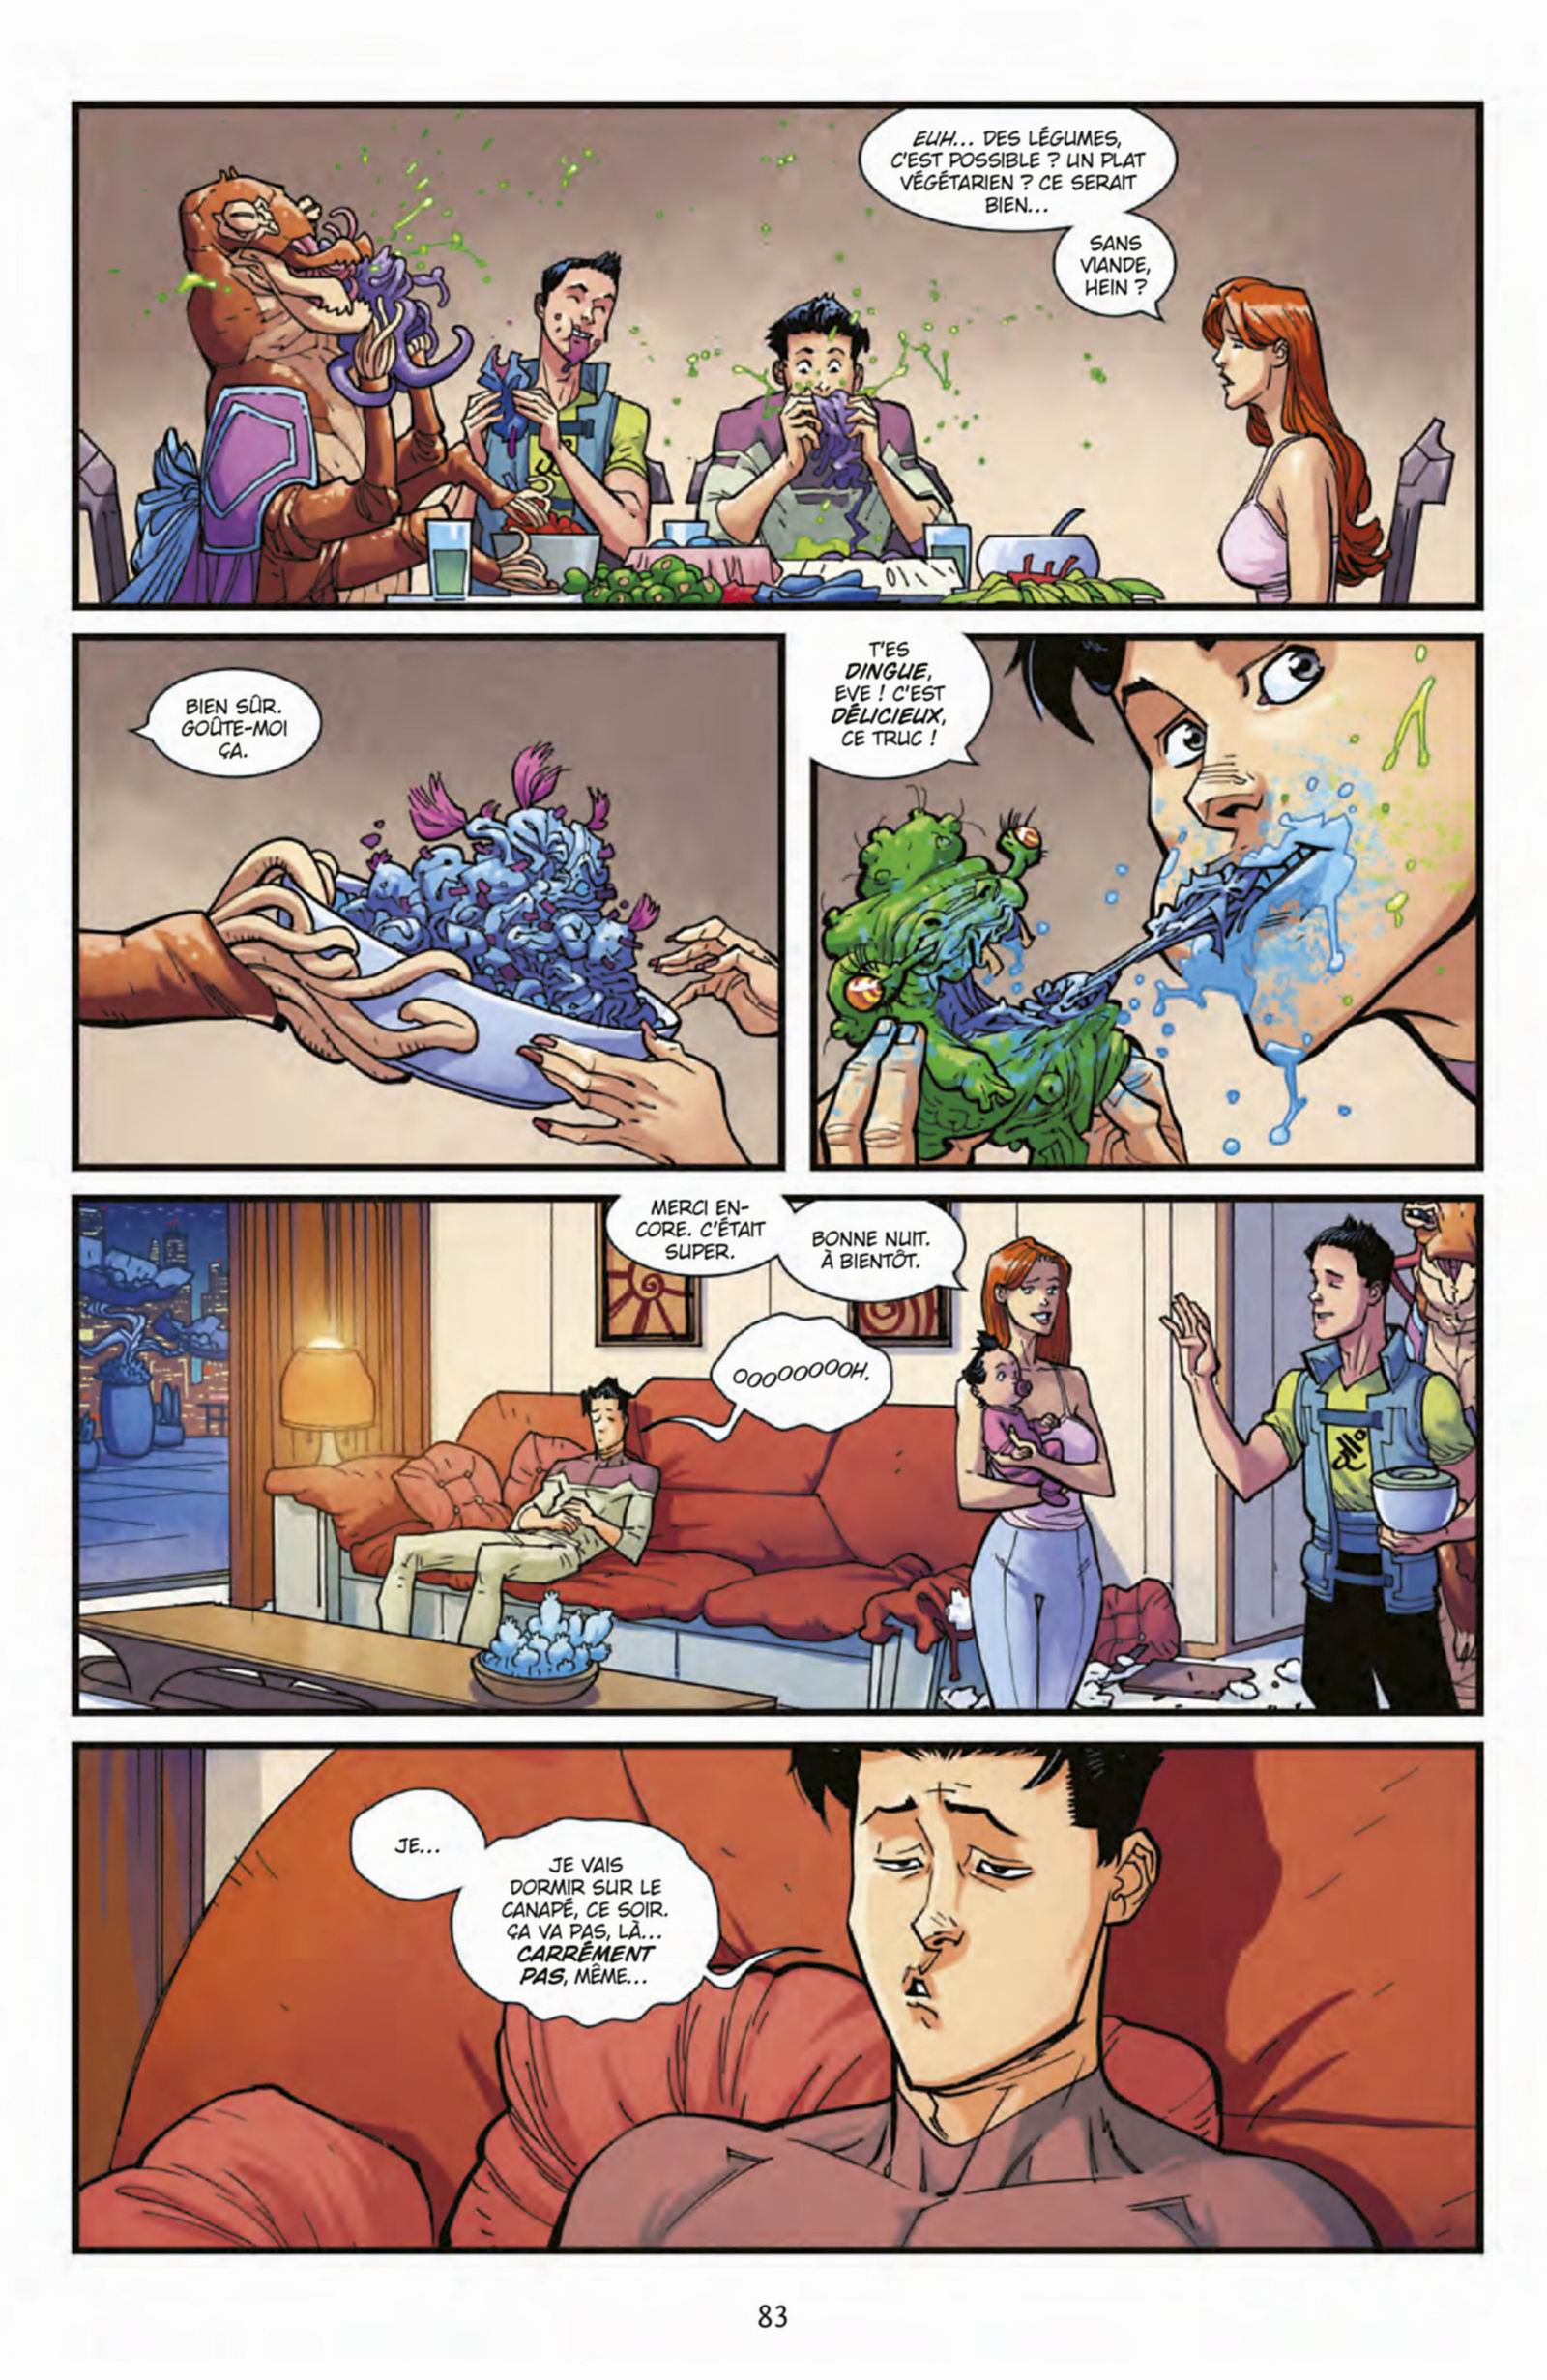 EUH... DES LÉGUMES,
C'EST POSSIBLE ? UN PLAT
VÉGÉTARIEN ? CE SERAIT
BIEN...
SANS
VIANDE,
HEIN ?
BIEN SÛR.
GOÛTE-MOI
ÇA.
T'ES
DINGUE,
EVE ! C'EST
DÉLICIEUX,
CE TRUC !
MERCI EN-
CORE. C'ÉTAIT
SUPER.
BONNE NUIT.
À BIENTÔT.
OOOOOOOOH.
JE...
JE VAIS
DORMIR SUR LE
CANAPÉ, CE SOIR.
ÇA VA PAS, LÀ...
CARRÉMENT
PAS, MÊME...
83